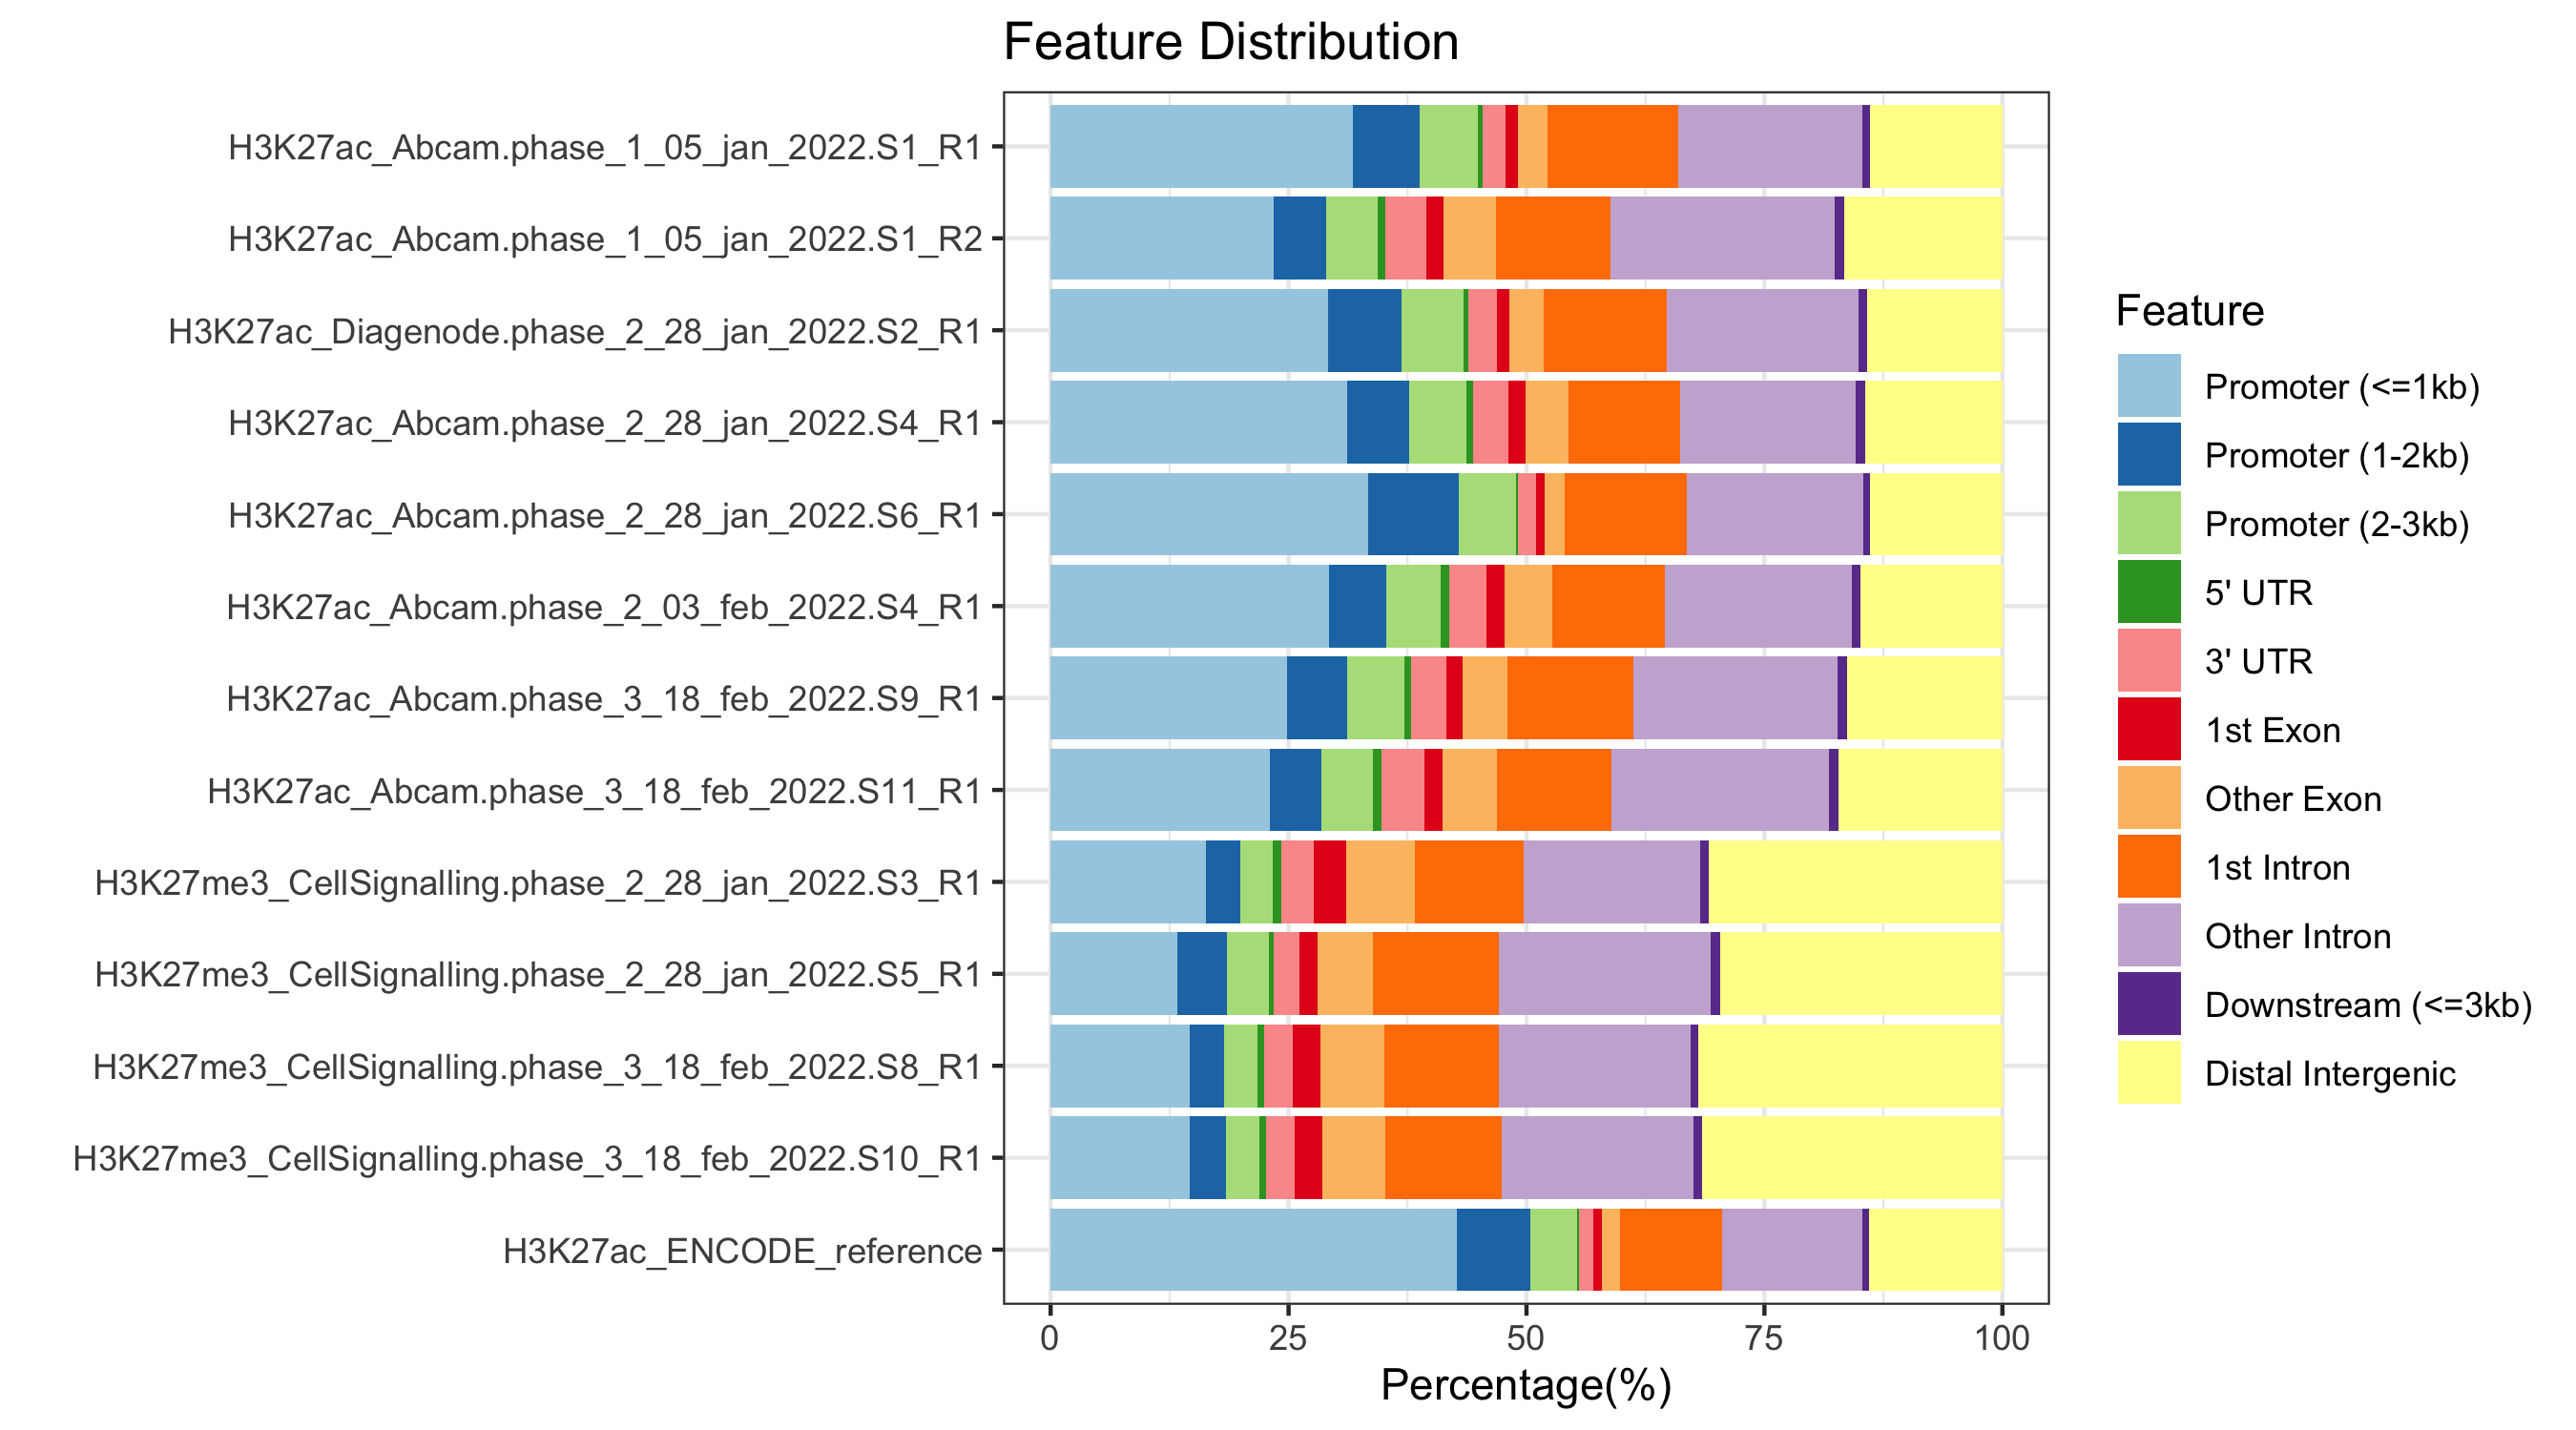 Feature Distribution
H3K27ac_Abcam.phase_1_05_jan_2022.S1_R1
H3K27ac_Abcam.phase_1_05_jan_2022.S1_R2
H3K27ac_Diagenode.phase_2_28_jan_2022.S2_R1
H3K27ac_Abcam.phase_2_28_jan_2022.S4_R1
H3K27ac_Abcam.phase_2_28_jan_2022.S6_R1
H3K27ac_Abcam.phase_2_03_feb_2022.S4_R1
H3K27ac_Abcam.phase_3_18_feb_2022.S9_R1
H3K27ac_Abcam.phase_3_18_feb_2022.S11_R1
H3K27me3_CellSignalling.phase_2_28_jan_2022.S3_R1
H3K27me3_CellSignalling.phase_2_28_jan_2022.S5_R1
H3K27me3_CellSignalling.phase_3_18_feb_2022.S8_R1
H3K27me3_CellSignalling.phase_3_18_feb_2022.S10_R1
H3K27ac_ENCODE_reference
0 25 50 75 100
Percentage(%)
Feature
Promoter (<=1kb)
Promoter (1-2kb)
Promoter (2-3kb)
5' UTR
3' UTR
1st Exon
Other Exon
1st Intron
Other Intron
Downstream (<=3kb)
Distal Intergenic